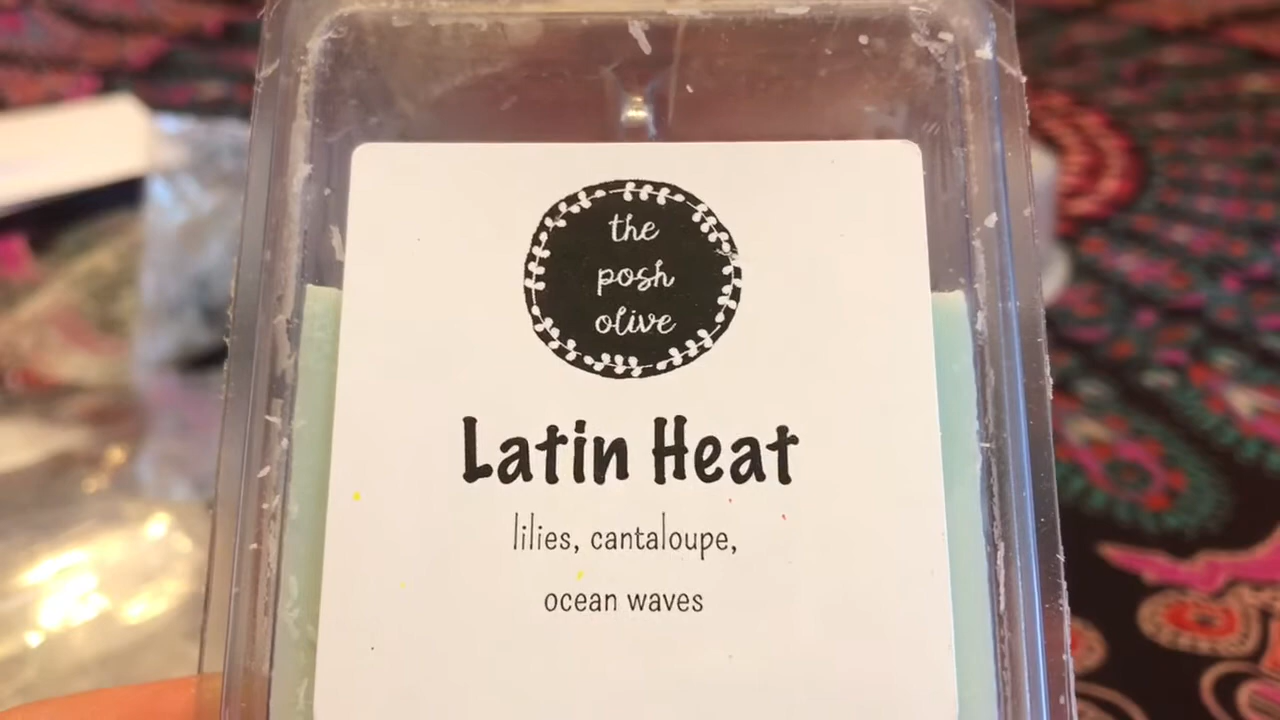 the
posh
olive
Latin Heat
lilies, cantaloupe,
ocean waves